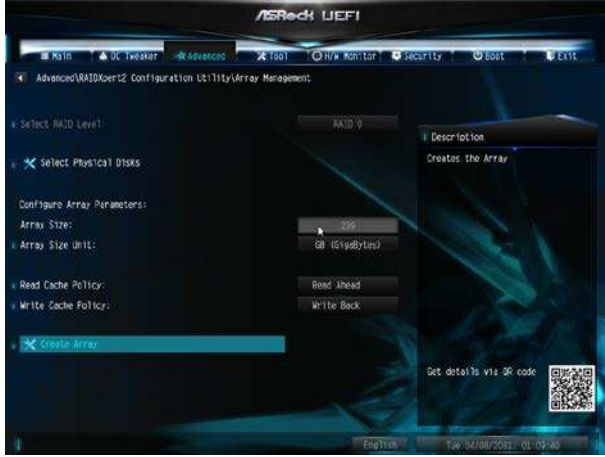 ASRock UEFI
Main OC Tweaker Advanced Tool H/W Monitor Security Boot Exit
Advanced\RAIDXpert2 Configuration Utility\Array Management
Select RAID Level: RAID 0
Description
Creates the Array
Select Physical Disks
Configure Array Parameters:
Array Size: 239
Array Size Unit: GB (GigaBytes)
Read Cache Policy: Read Ahead
Write Cache Policy: Write Back
Create Array
Get details via QR code
English